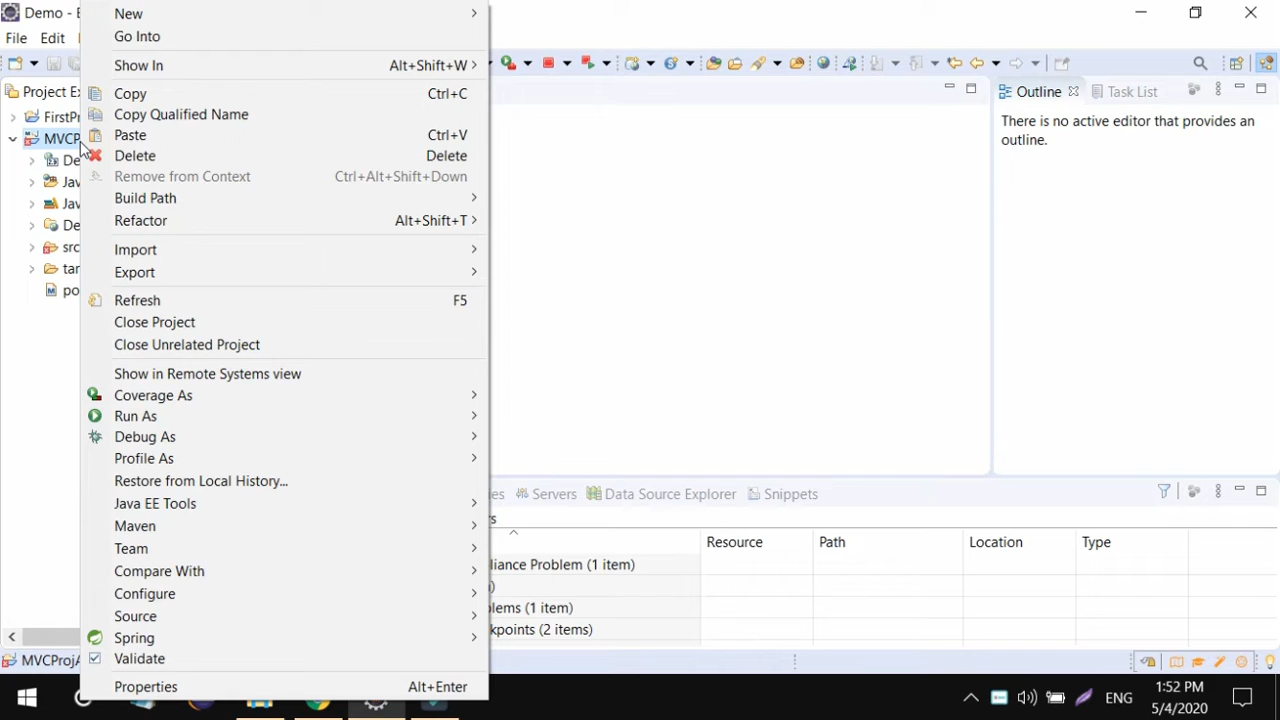 Demo - E
File Edit
Project Ex
FirstPr
MVCP
De
Jav
Jav
De
src
tar
po
New
Go Into
Show In Alt+Shift+W
Copy Ctrl+C
Copy Qualified Name
Paste Ctrl+V
Delete Delete
Remove from Context Ctrl+Alt+Shift+Down
Build Path
Refactor Alt+Shift+T
Import
Export
Refresh F5
Close Project
Close Unrelated Project
Show in Remote Systems view
Coverage As
Run As
Debug As
Profile As
Restore from Local History...
Java EE Tools
Maven
Team
Compare With
Configure
Source
Spring
Validate
Properties Alt+Enter
Outline Task List
There is no active editor that provides an
outline.
ies Servers Data Source Explorer Snippets
rs
Resource Path Location Type
liance Problem (1 item)
)
lems (1 item)
kpoints (2 items)
MVCProjA
ENG
1:52 PM
5/4/2020